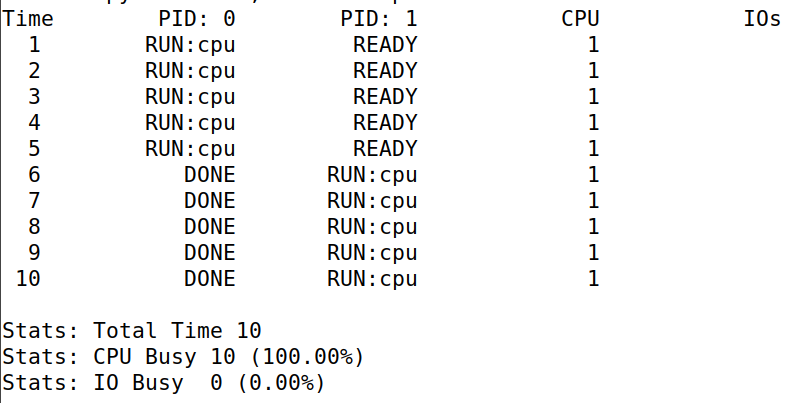 Time        PID: 0        PID: 1           CPU           IOs
  1        RUN:cpu         READY             1
  2        RUN:cpu         READY             1
  3        RUN:cpu         READY             1
  4        RUN:cpu         READY             1
  5        RUN:cpu         READY             1
  6           DONE       RUN:cpu             1
  7           DONE       RUN:cpu             1
  8           DONE       RUN:cpu             1
  9           DONE       RUN:cpu             1
 10           DONE       RUN:cpu             1
Stats: Total Time 10
Stats: CPU Busy 10 (100.00%)
Stats: IO Busy  0 (0.00%)